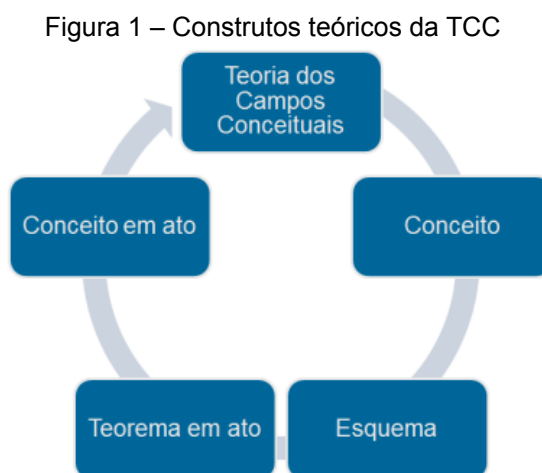 Figura 1 – Construtos teóricos da TCC
Teoria dos
Campos
Conceituais
Conceito em ato
Conceito
Teorema em ato
Esquema